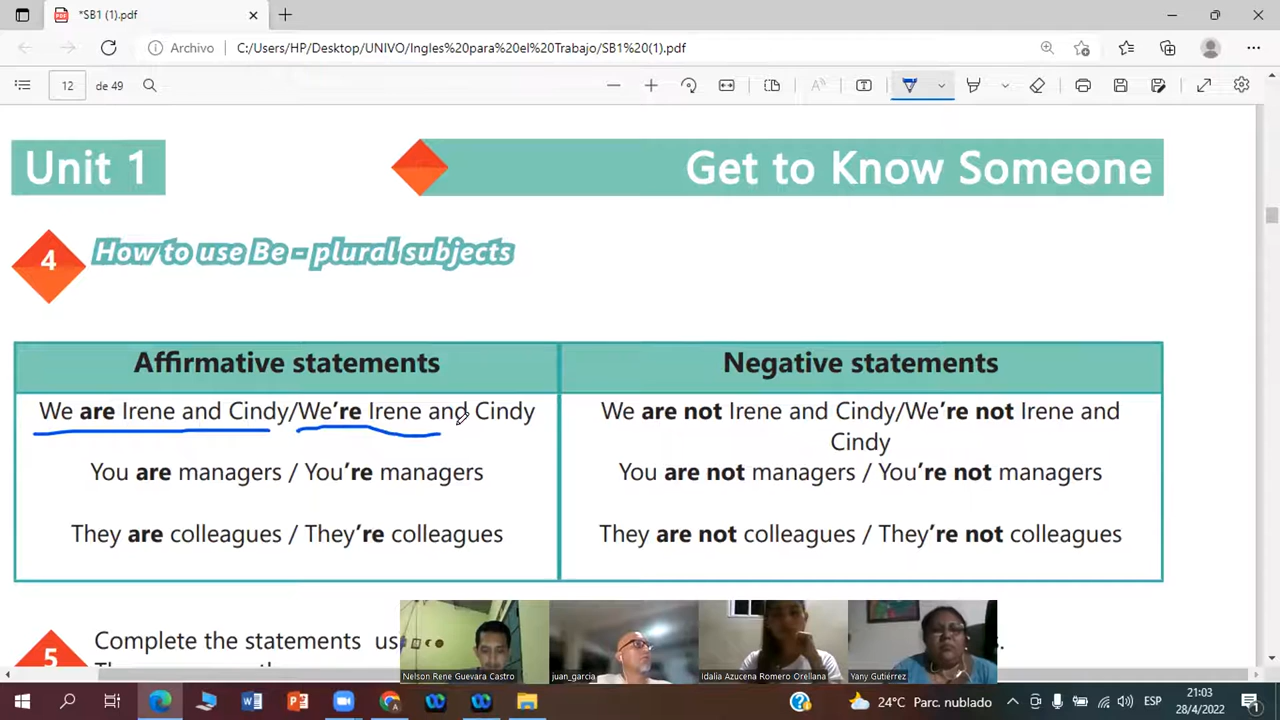 *SB1 (1).pdf
Archivo
C:/Users/HP/Desktop/UNIVO/Ingles%20para%20el%20Trabajo/SB1%20(1).pdf
12
de 49
Unit 1
Get to Know Someone
4
How to use Be - plural subjects
Affirmative statements
Negative statements
We are Irene and Cindy/We're Irene and Cindy
We are not Irene and Cindy/We're not Irene and
Cindy
You are managers / You're managers
You are not managers / You're not managers
They are colleagues / They're colleagues
They are not colleagues / They're not colleagues
5
Complete the statements us
s.
Nelson Rene Guevara Castro
juan_garcia
Idalia Azucena Romero Orellana
Yany Gutiérrez
24°C
Parc. nublado
ESP
21:03
28/4/2022